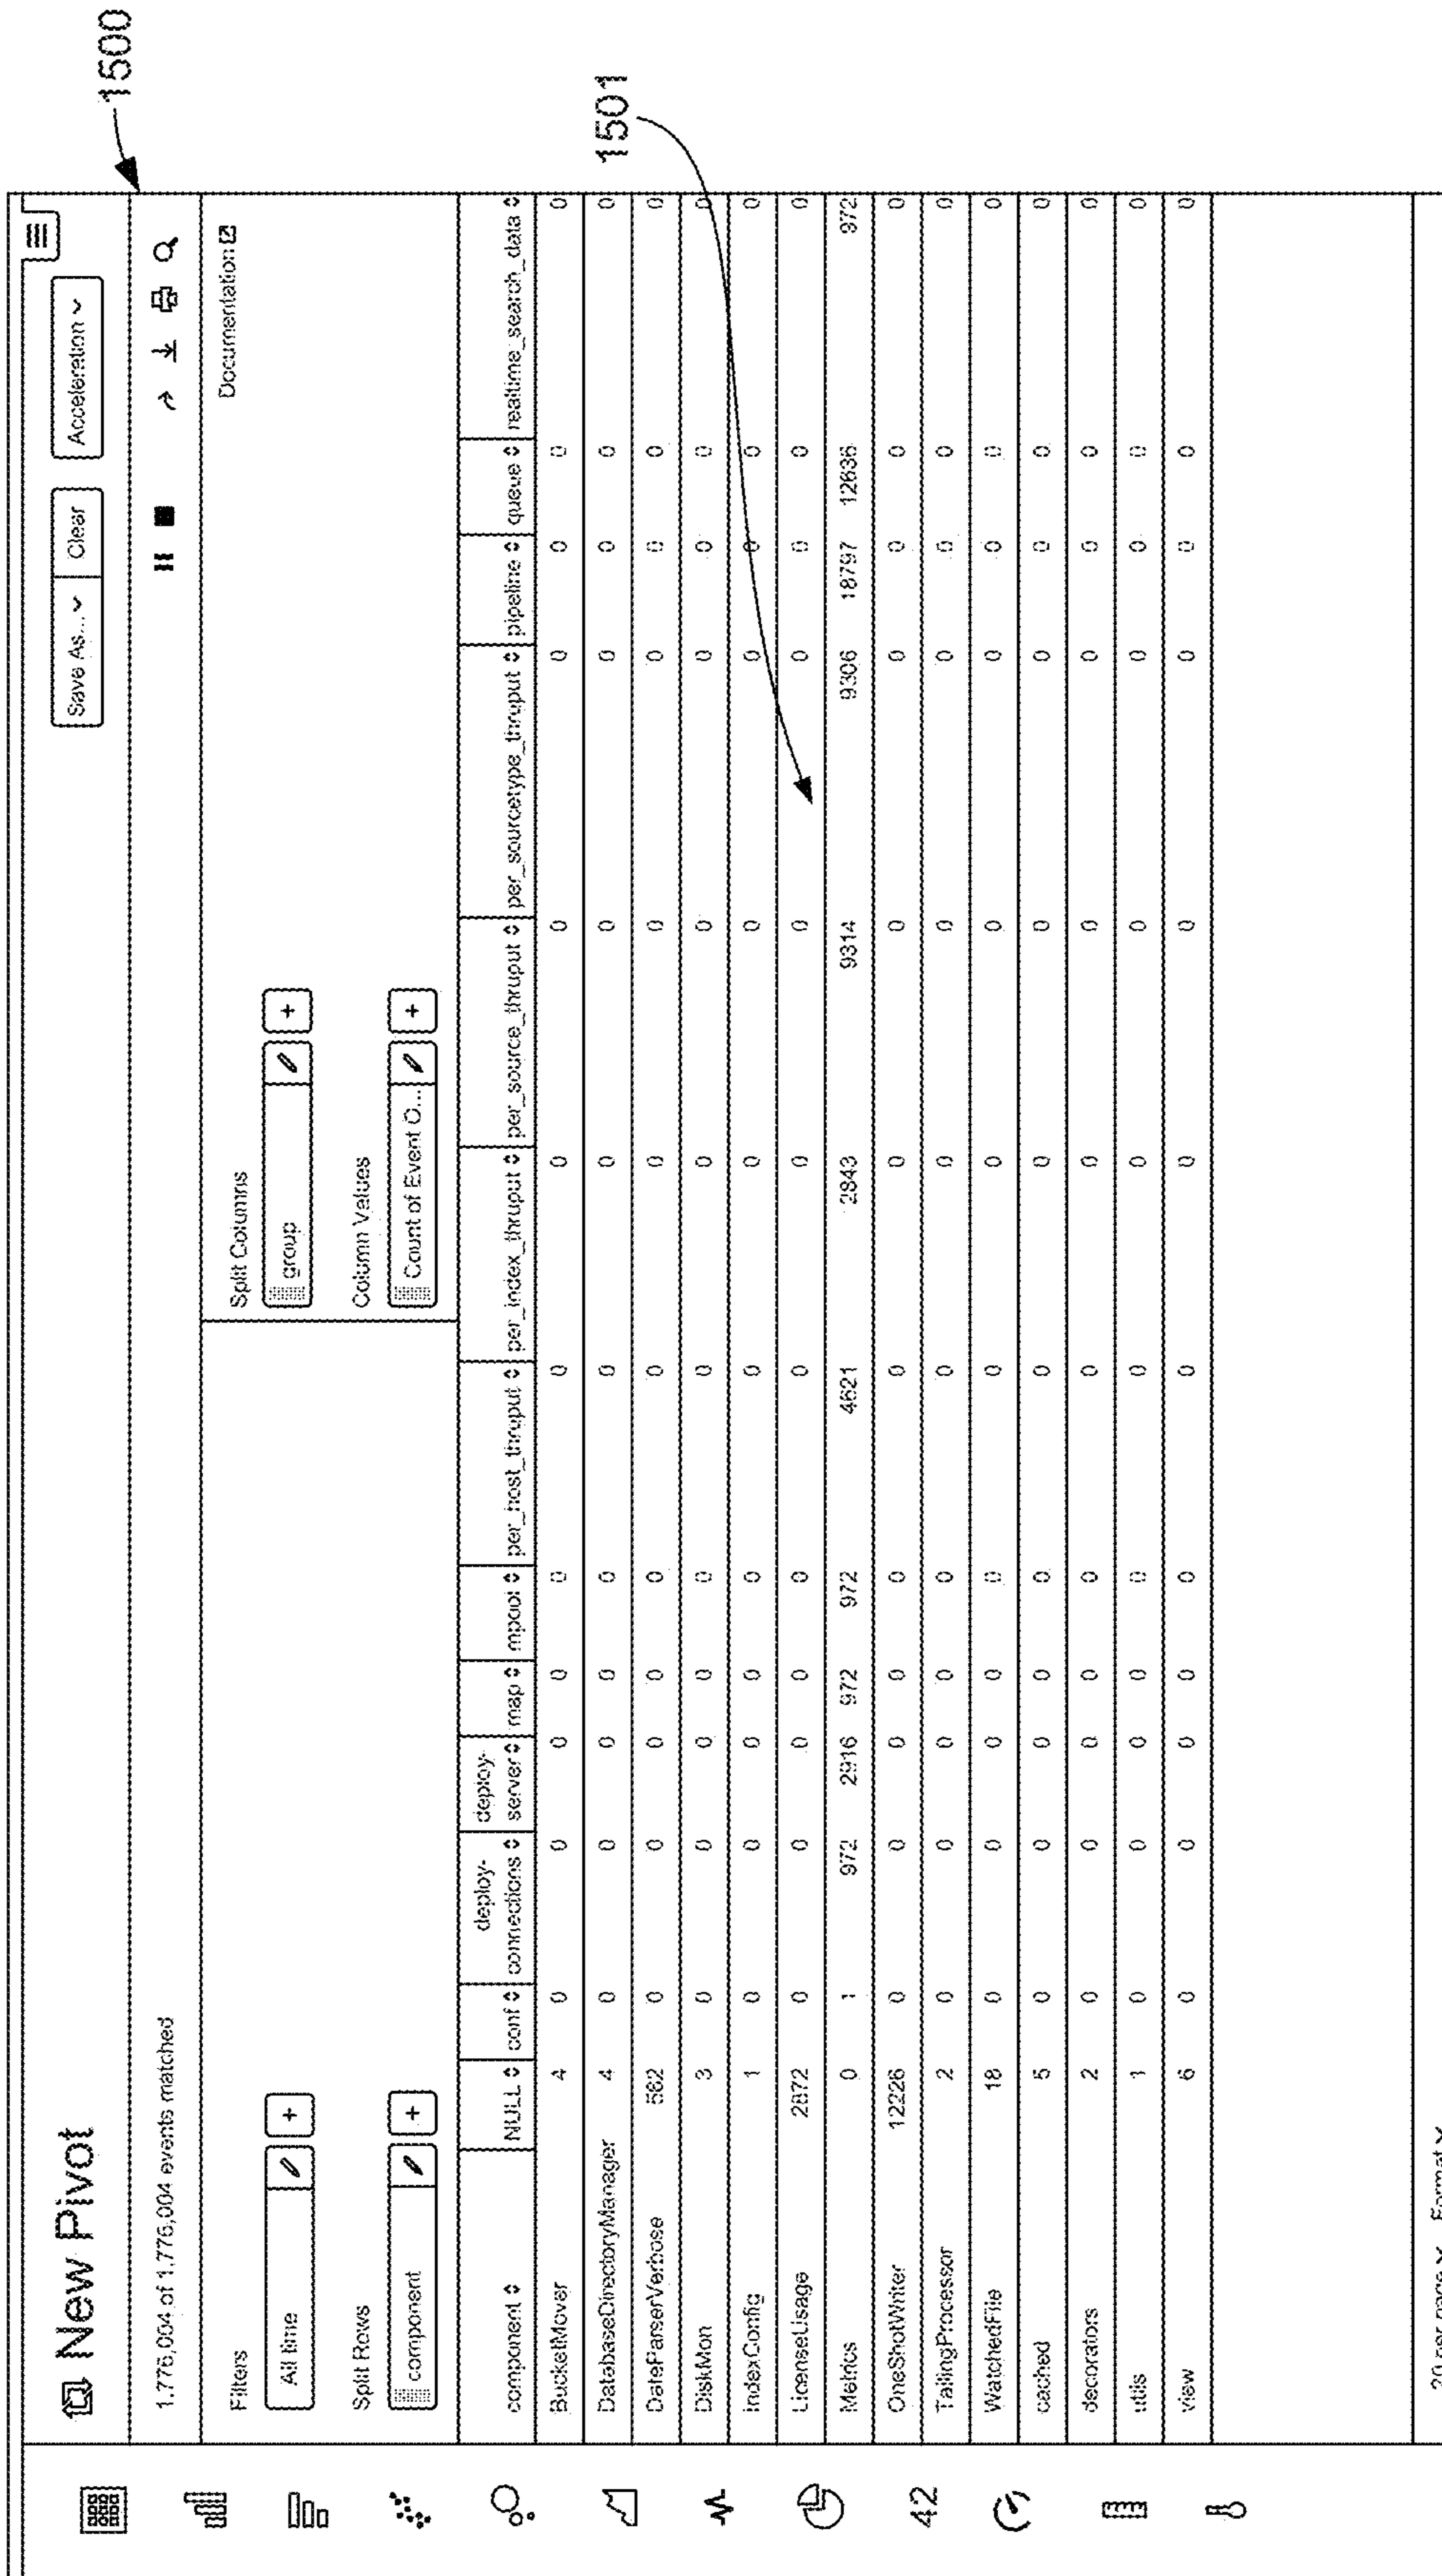 1500
1501
New Pivot
Save As...
Clear
Acceleration
1,776,004 of 1,776,004 events matched
Filters
All time
+
Split Columns
group
+
Documentation
Split Rows
component
+
Column Values
Count of Event O...
+
component NULL conf deploy-connections deploy-server map mpool per_host_thruput per_index_thruput per_source_thruput per_sourcetype_thruput pipeline queue realtime_search_data
BucketMover 4 0 0 0 0 0 0 0 0 0 0 0 0
DatabaseDirectoryManager 4 0 0 0 0 0 0 0 0 0 0 0 0
DateParserVerbose 562 0 0 0 0 0 0 0 0 0 0 0 0
DiskMon 3 0 0 0 0 0 0 0 0 0 0 0 0
IndexConfig 1 0 0 0 0 0 0 0 0 0 0 0 0
LicenseUsage 2872 0 0 0 0 0 0 0 0 0 0 0 0
Metrics 0 1 972 2916 972 972 4621 2843 9314 9306 18797 12636 972
OneShotWriter 12226 0 0 0 0 0 0 0 0 0 0 0 0
TailingProcessor 2 0 0 0 0 0 0 0 0 0 0 0 0
WatchedFile 18 0 0 0 0 0 0 0 0 0 0 0 0
cached 5 0 0 0 0 0 0 0 0 0 0 0 0
decorators 2 0 0 0 0 0 0 0 0 0 0 0 0
utils 1 0 0 0 0 0 0 0 0 0 0 0 0
view 6 0 0 0 0 0 0 0 0 0 0 0 0
42
20 per page Format